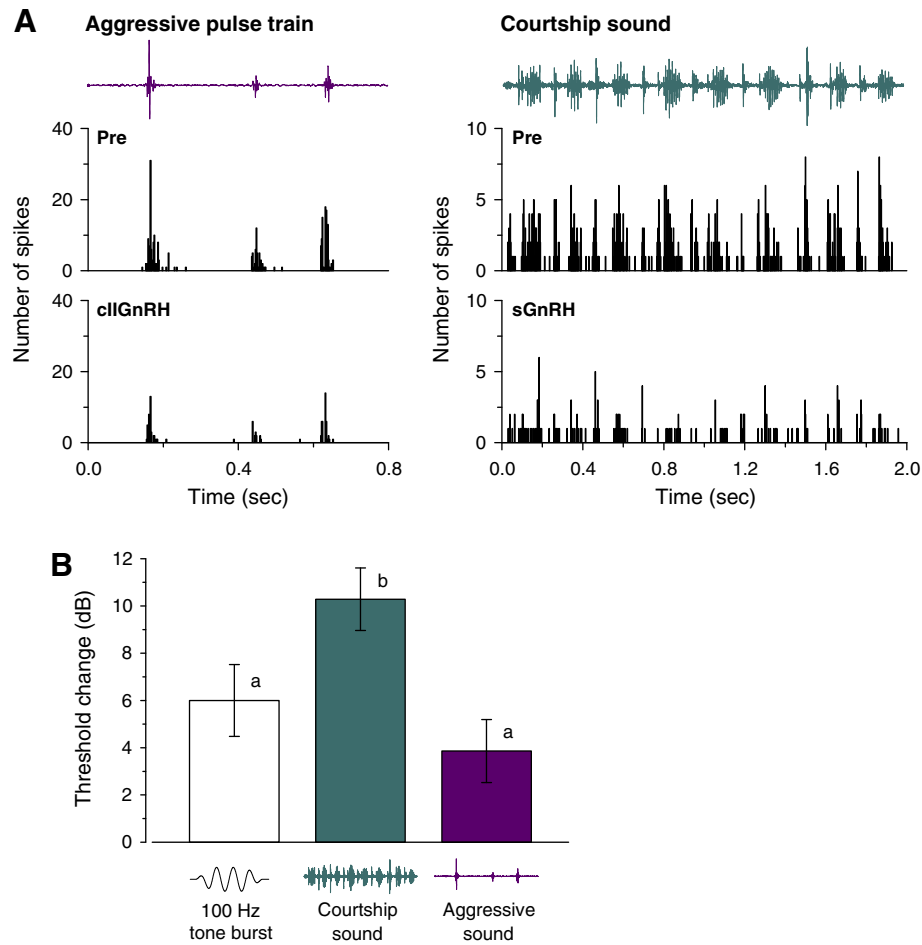 A
Aggressive pulse train
Courtship sound
Number of spikes
40
Pre
20
0
40
cIIGnRH
20
0
0.0 0.4 0.8
Time (sec)
Number of spikes
10
Pre
5
0
10
sGnRH
5
0
0.0 0.4 0.8 1.2 1.6 2.0
Time (sec)
B
Threshold change (dB)
12
10
8
6
4
2
0
a
b
a
100 Hz
tone burst
Courtship
sound
Aggressive
sound